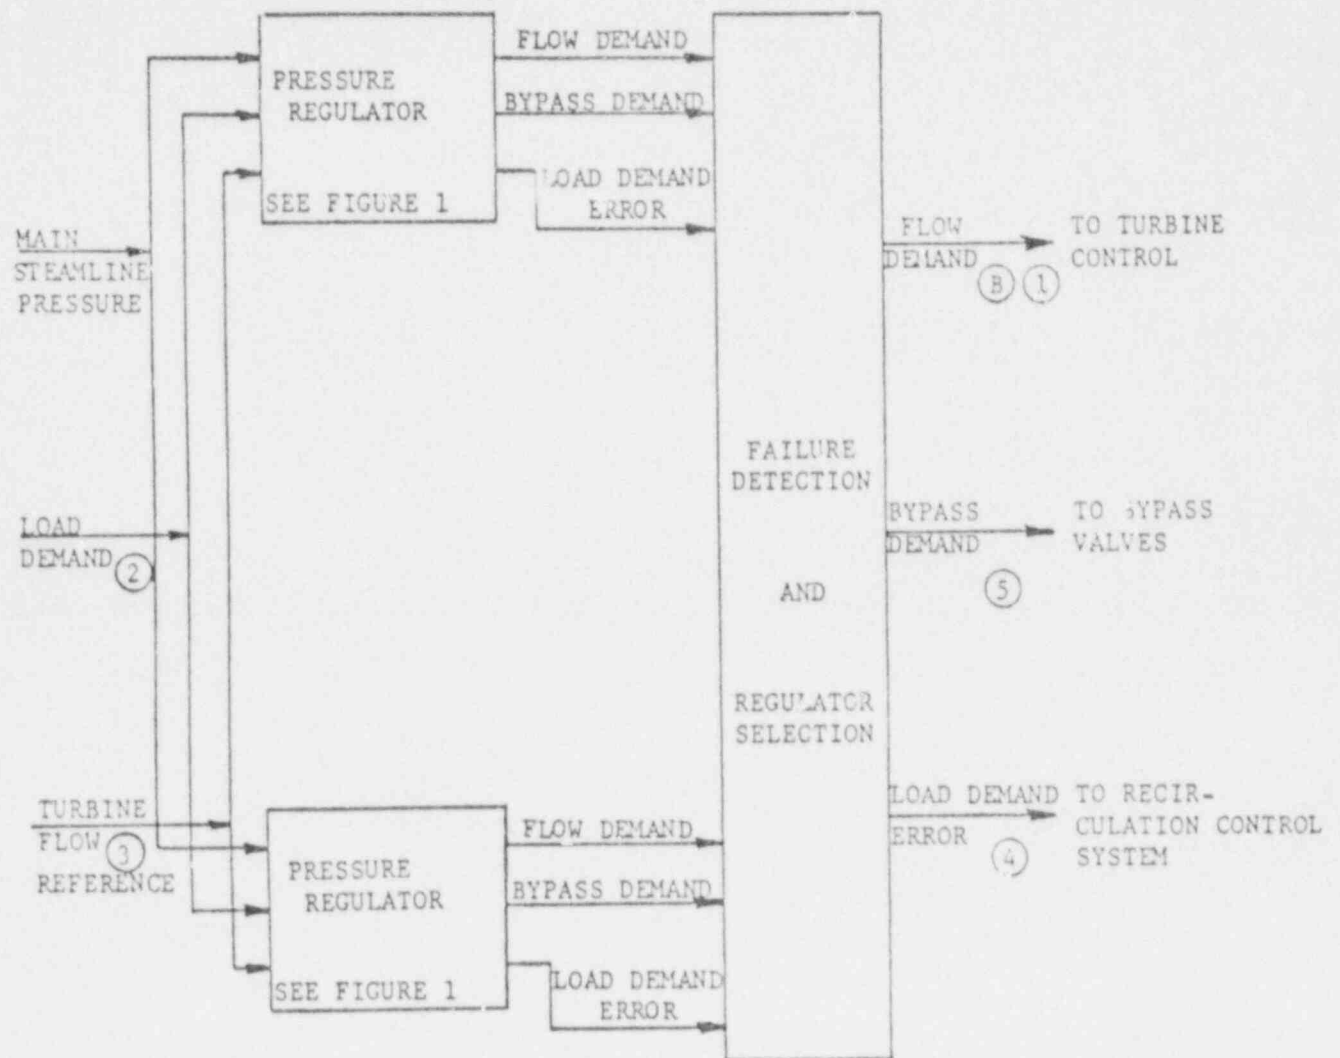 FLOW DEMAND
PRESSURE
REGULATOR
BYPASS DEMAND
LOAD DEMAND
ERROR
SEE FIGURE 1
MAIN
STEAMLINE
PRESSURE
FLOW
DEMAND
B 1
TO TURBINE
CONTROL
FAILURE
DETECTION
LOAD
DEMAND
2
BYPASS
DEMAND
5
TO BYPASS
VALVES
AND
REGULATOR
SELECTION
TURBINE
FLOW
3
REFERENCE
FLOW DEMAND
PRESSURE
REGULATOR
BYPASS DEMAND
LOAD DEMAND
ERROR
4
TO RECIR-
CULATION CONTROL
SYSTEM
SEE FIGURE 1
LOAD DEMAND
ERROR